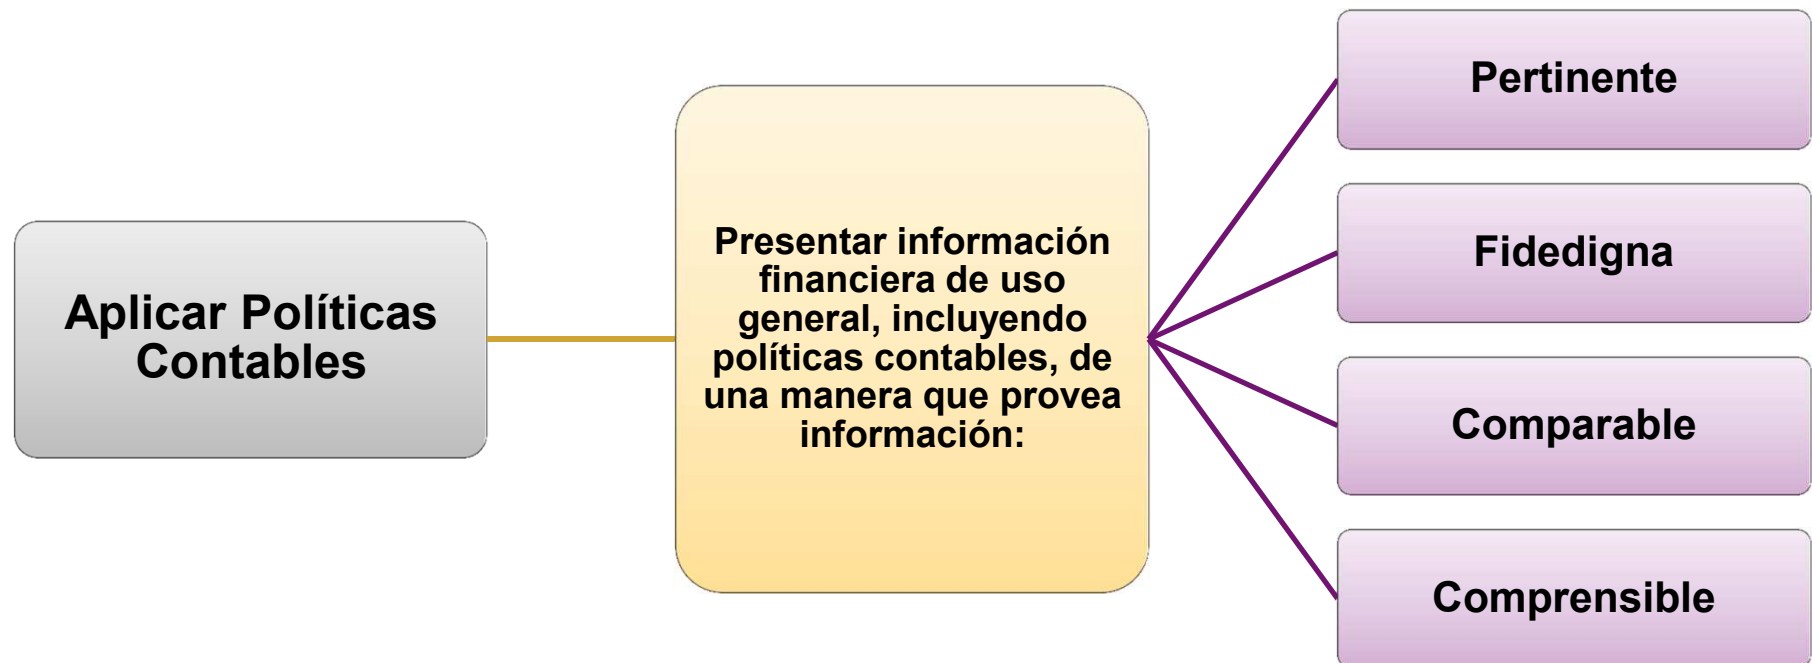 Aplicar Políticas
Contables
Presentar información
financiera de uso
general, incluyendo
políticas contables, de
una manera que provea
información:
Pertinente
Fidedigna
Comparable
Comprensible